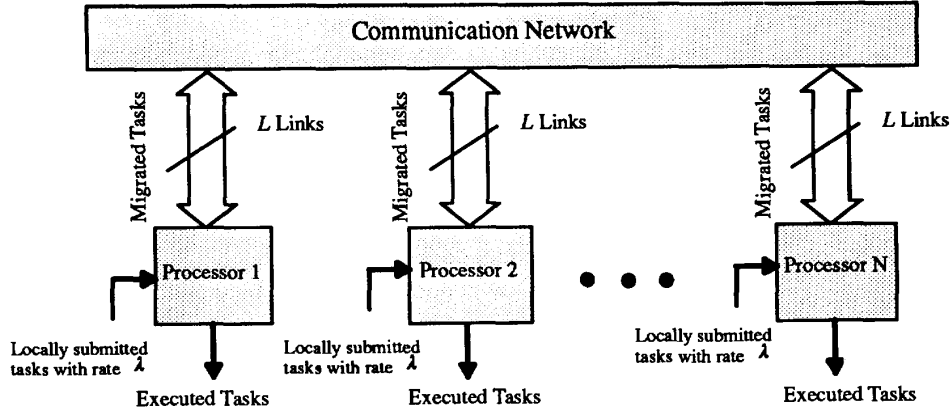 Communication Network
Migrated Tasks
L Links
Migrated Tasks
L Links
Migrated Tasks
L Links
Processor 1
Processor 2
Processor N
Locally submitted
tasks with rate λ
Locally submitted
tasks with rate λ
Locally submitted
tasks with rate λ
Executed Tasks
Executed Tasks
Executed Tasks